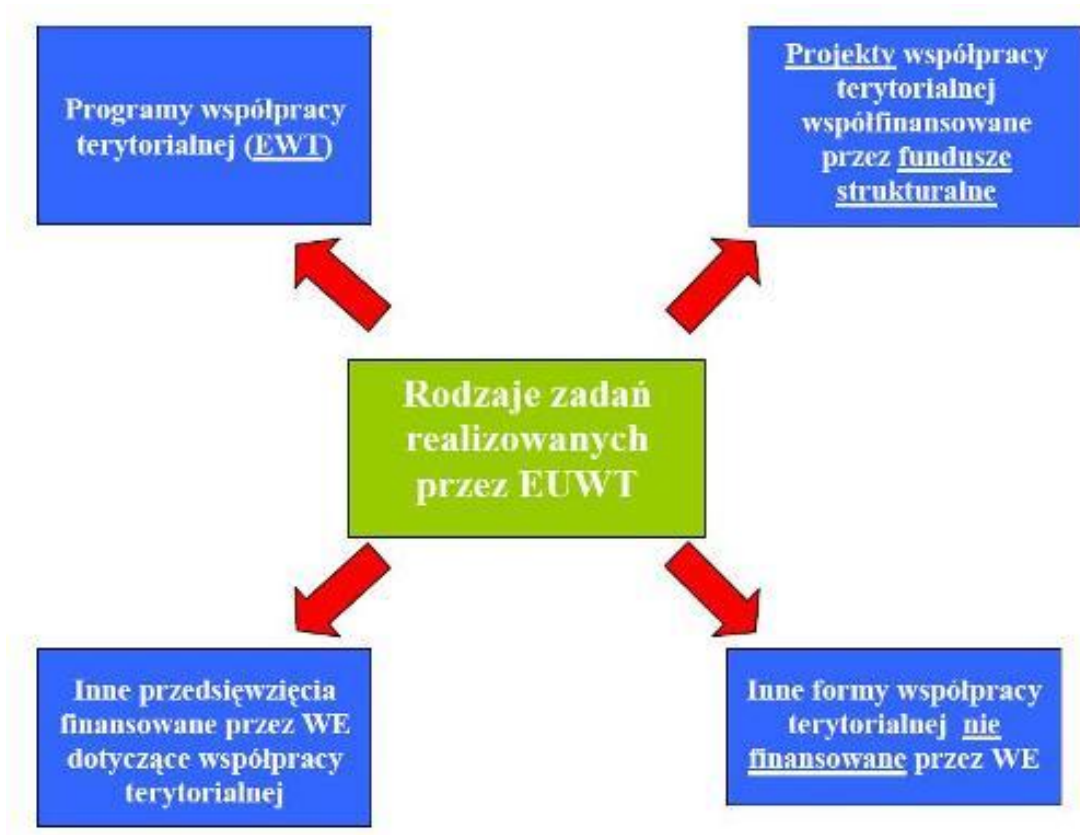 Programy współpracy
terytorialnej (EWT)
Projekty współpracy
terytorialnej
współfinansowane
przez fundusze
strukturalne
Rodzaje zadań
realizowanych
przez EUWT
Inne przedsięwzięcia
finansowane przez WE
dotyczące współpracy
terytorialnej
Inne formy współpracy
terytorialnej nie
finansowane przez WE